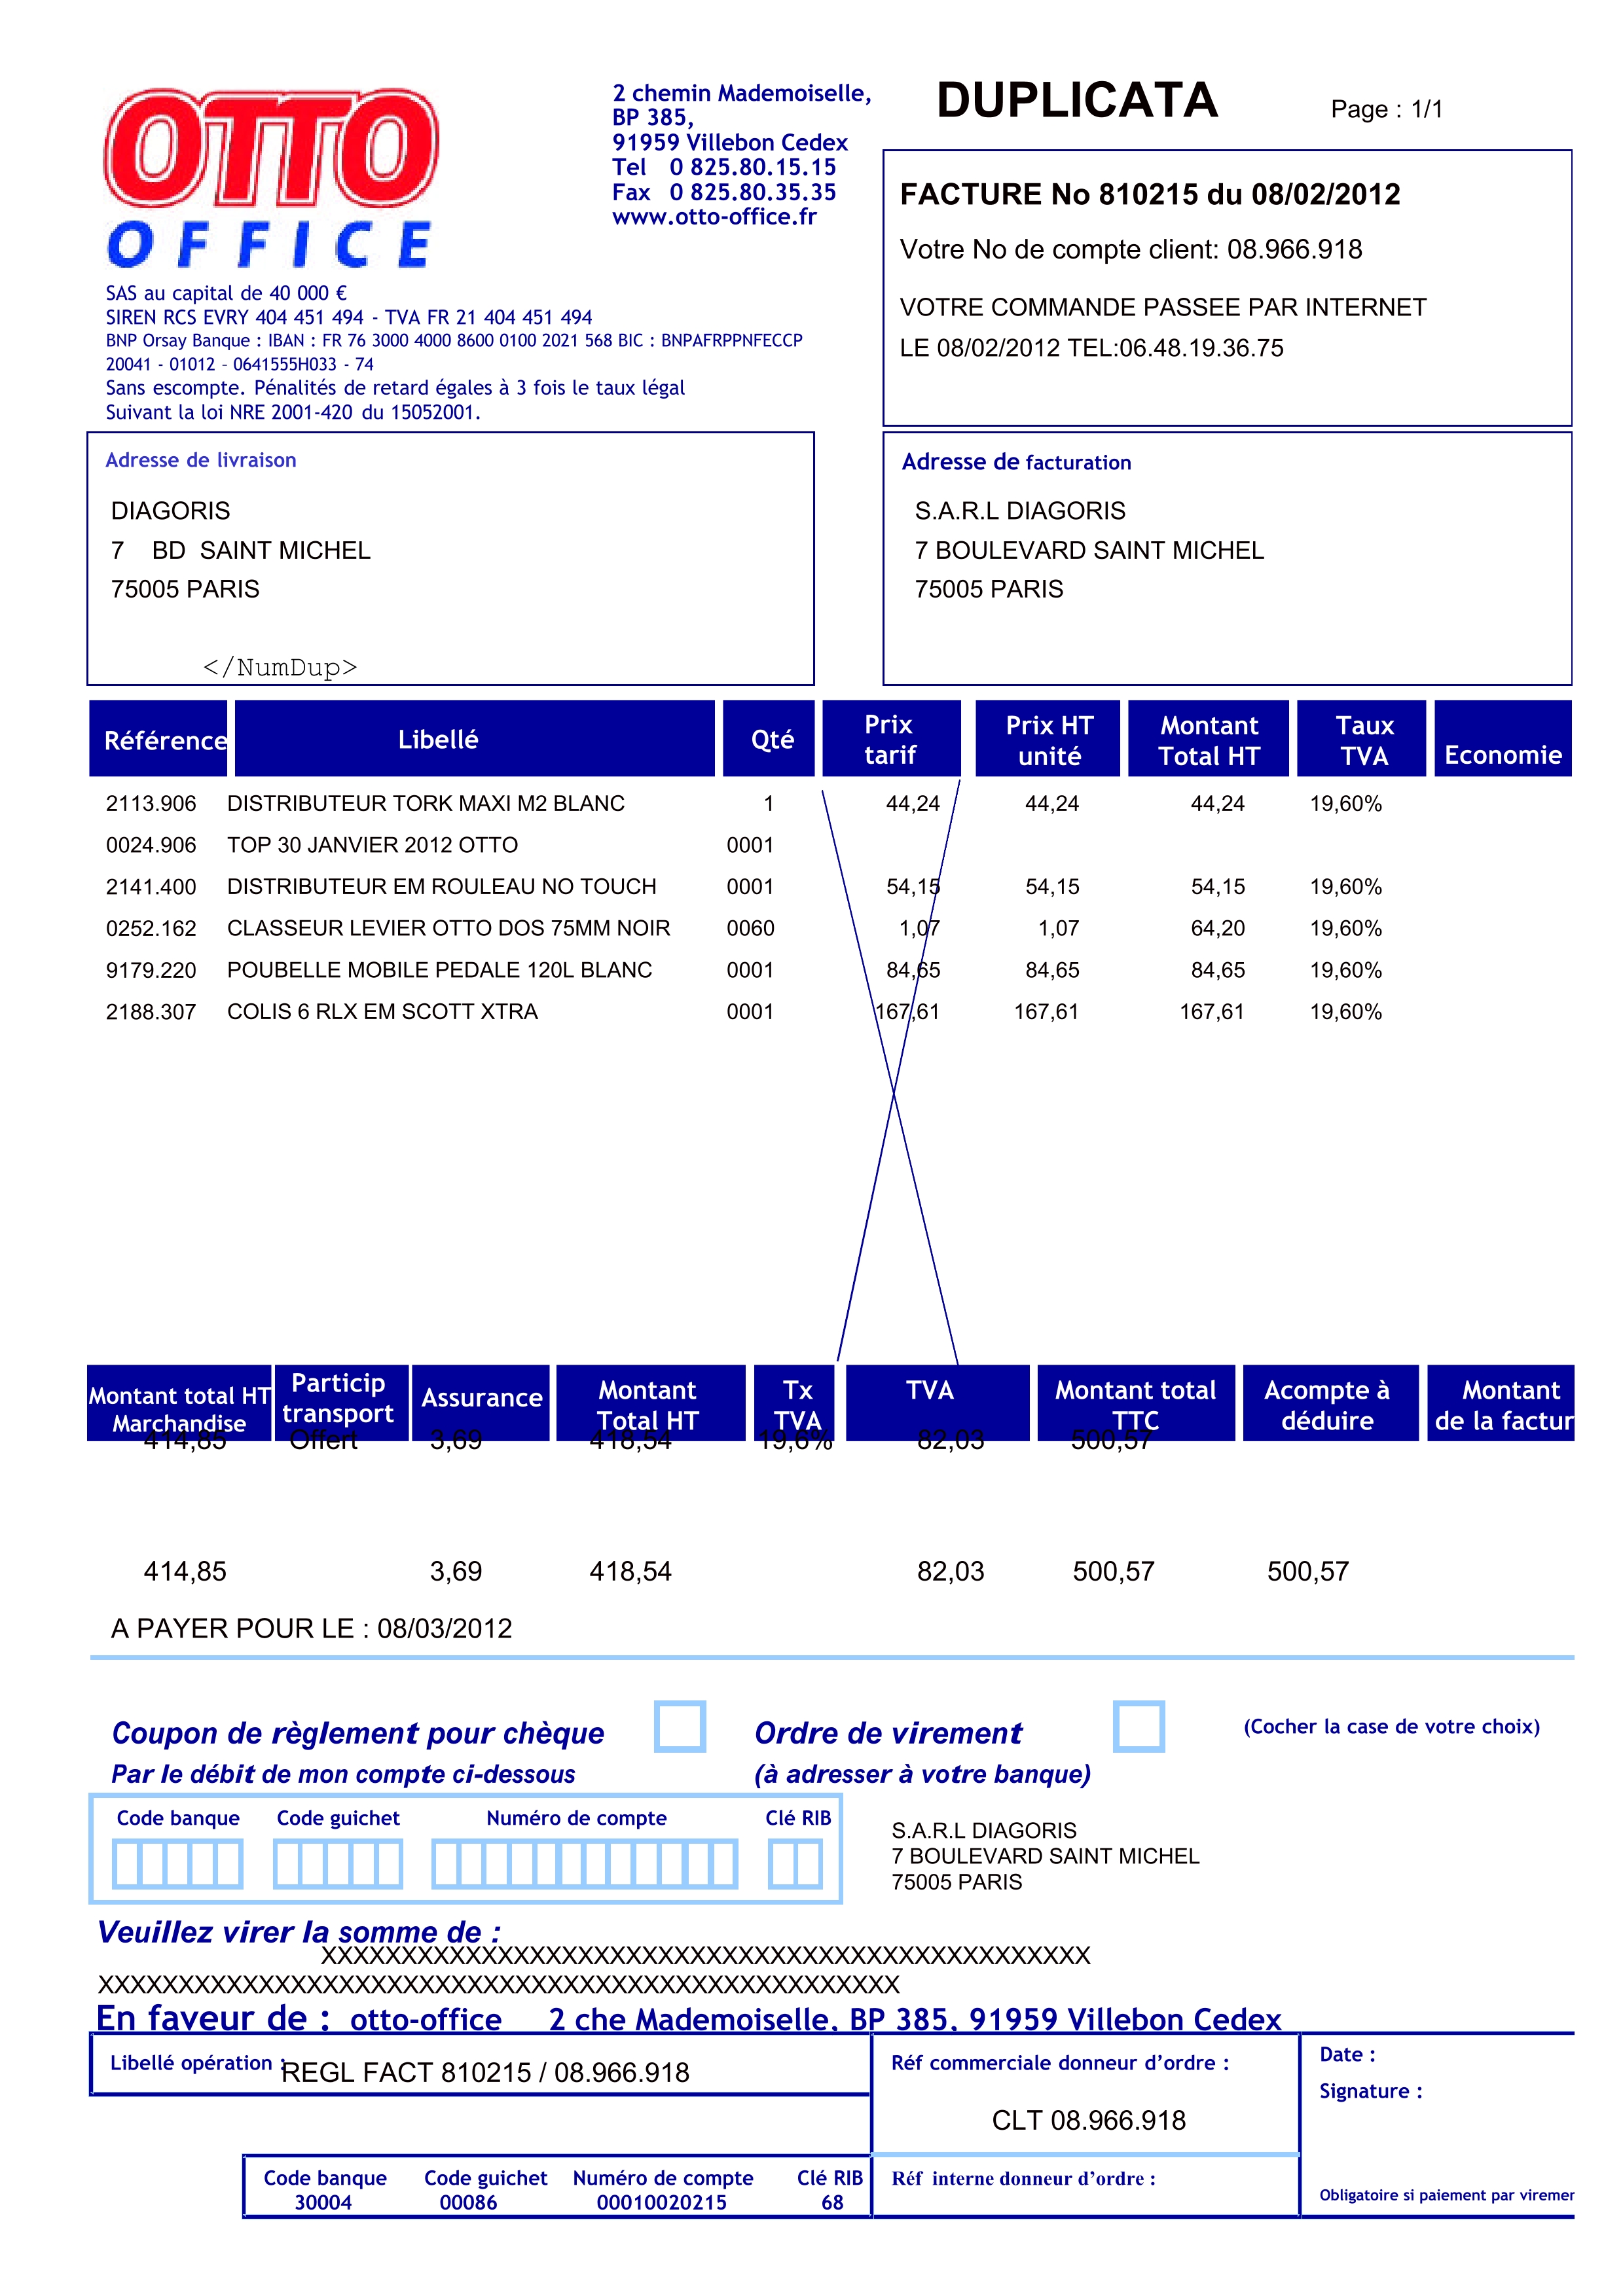 OTTO
OFFICE
2 chemin Mademoiselle,
BP 385,
91959 Villebon Cedex
Tel 0 825.80.15.15
Fax 0 825.80.35.35
www.otto-office.fr
DUPLICATA
Page : 1/1
FACTURE No 810215 du 08/02/2012
Votre No de compte client: 08.966.918
VOTRE COMMANDE PASSEE PAR INTERNET
LE 08/02/2012 TEL:06.48.19.36.75
SAS au capital de 40 000 €
SIREN RCS EVRY 404 451 494 - TVA FR 21 404 451 494
BNP Orsay Banque : IBAN : FR 76 3000 4000 8600 0100 2021 568 BIC : BNPAFRPPNFECCP
20041 - 01012 – 0641555H033 - 74
Sans escompte. Pénalités de retard égales à 3 fois le taux légal
Suivant la loi NRE 2001-420 du 15052001.
Adresse de livraison
DIAGORIS
7 BD SAINT MICHEL
75005 PARIS
</NumDup>
Adresse de facturation
S.A.R.L DIAGORIS
7 BOULEVARD SAINT MICHEL
75005 PARIS
Référence Libellé Qté Prix tarif Prix HT unité Montant Total HT Taux TVA Economie
2113.906 DISTRIBUTEUR TORK MAXI M2 BLANC 1 44,24 44,24 44,24 19,60%
0024.906 TOP 30 JANVIER 2012 OTTO 0001
2141.400 DISTRIBUTEUR EM ROULEAU NO TOUCH 0001 54,15 54,15 54,15 19,60%
0252.162 CLASSEUR LEVIER OTTO DOS 75MM NOIR 0060 1,07 1,07 64,20 19,60%
9179.220 POUBELLE MOBILE PEDALE 120L BLANC 0001 84,65 84,65 84,65 19,60%
2188.307 COLIS 6 RLX EM SCOTT XTRA 0001 167,61 167,61 167,61 19,60%
Montant total HT Marchandise Particip transport Assurance Montant Total HT Tx TVA TVA Montant total TTC Acompte à déduire Montant de la factur
414,85 Offert 3,69 418,54 19,6% 82,03 500,57
414,85 3,69 418,54 82,03 500,57 500,57
A PAYER POUR LE : 08/03/2012
Coupon de règlement pour chèque Ordre de virement (Cocher la case de votre choix)
Par le débit de mon compte ci-dessous (à adresser à votre banque)
Code banque Code guichet Numéro de compte Clé RIB
S.A.R.L DIAGORIS
7 BOULEVARD SAINT MICHEL
75005 PARIS
Veuillez virer la somme de :
XXXXXXXXXXXXXXXXXXXXXXXXXXXXXXXXXXXXXXXXXXXXXXXX
XXXXXXXXXXXXXXXXXXXXXXXXXXXXXXXXXXXXXXXXXXXXXXXXXX
En faveur de : otto-office 2 che Mademoiselle, BP 385, 91959 Villebon Cedex
Libellé opération : REGL FACT 810215 / 08.966.918
Réf commerciale donneur d’ordre :
CLT 08.966.918
Date :
Signature :
Code banque Code guichet Numéro de compte Clé RIB
30004 00086 00010020215 68
Réf interne donneur d’ordre :
Obligatoire si paiement par viremer